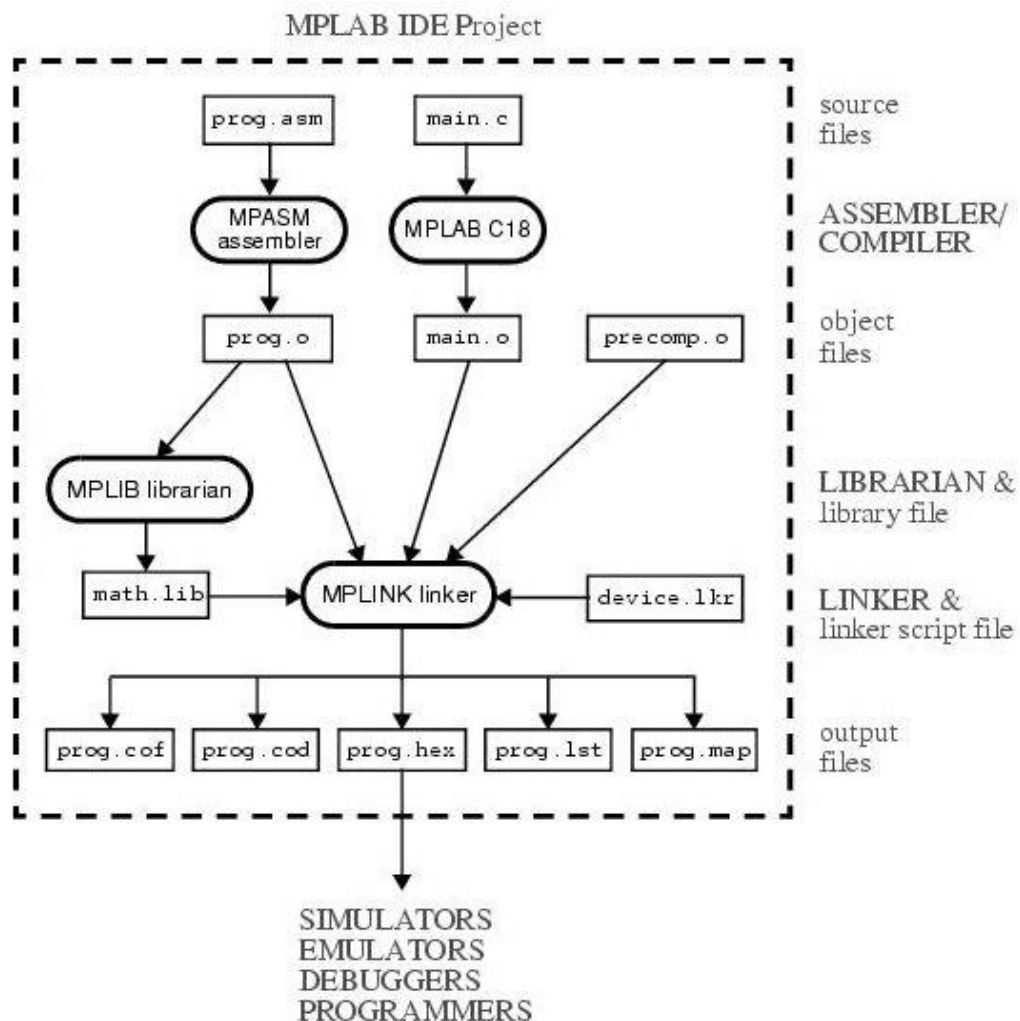 MPLAB IDE Project
prog.asm
main.c
source
files
MPASM
assembler
MPLAB C18
ASSEMBLER/
COMPILER
prog.o
main.o
precomp.o
object
files
MPLIB librarian
LIBRARIAN &
library file
math.lib
MPLINK linker
device.lkr
LINKER &
linker script file
prog.cof
prog.cod
prog.hex
prog.lst
prog.map
output
files
SIMULATORS
EMULATORS
DEBUGGERS
PROGRAMMERS